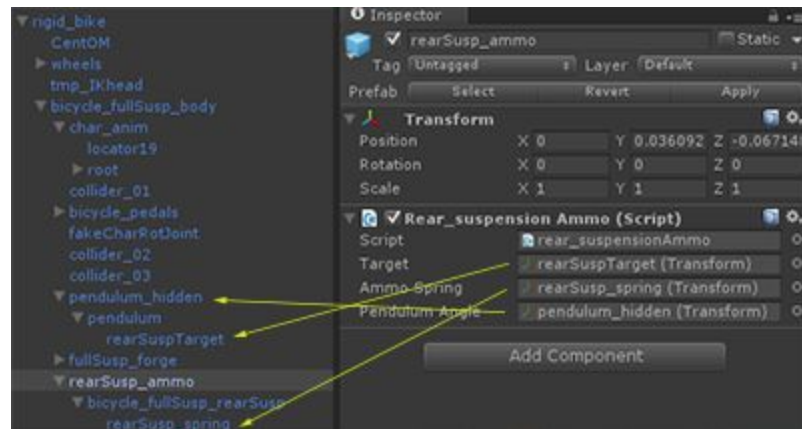 rigid_bike
CentOM
wheels
tmp_IKhead
bicycle_fullSusp_body
char_anim
locator19
root
collider_01
bicycle_pedals
fakeCharRotJoint
collider_02
collider_03
pendulum_hidden
pendulum
rearSuspTarget
fullSusp_forge
rearSusp_ammo
bicycle_fullSusp_rearSusp
rearSusp_spring
Inspector
rearSusp_ammo Static
Tag Untagged Layer Default
Prefab Select Revert Apply
Transform
Position X 0 Y 0.036092 Z -0.06714
Rotation X 0 Y 0 Z 0
Scale X 1 Y 1 Z 1
Rear_suspension Ammo (Script)
Script rear_suspensionAmmo
Target rearSuspTarget (Transform)
Ammo Spring rearSusp_spring (Transform)
Pendulum Angle pendulum_hidden (Transform)
Add Component